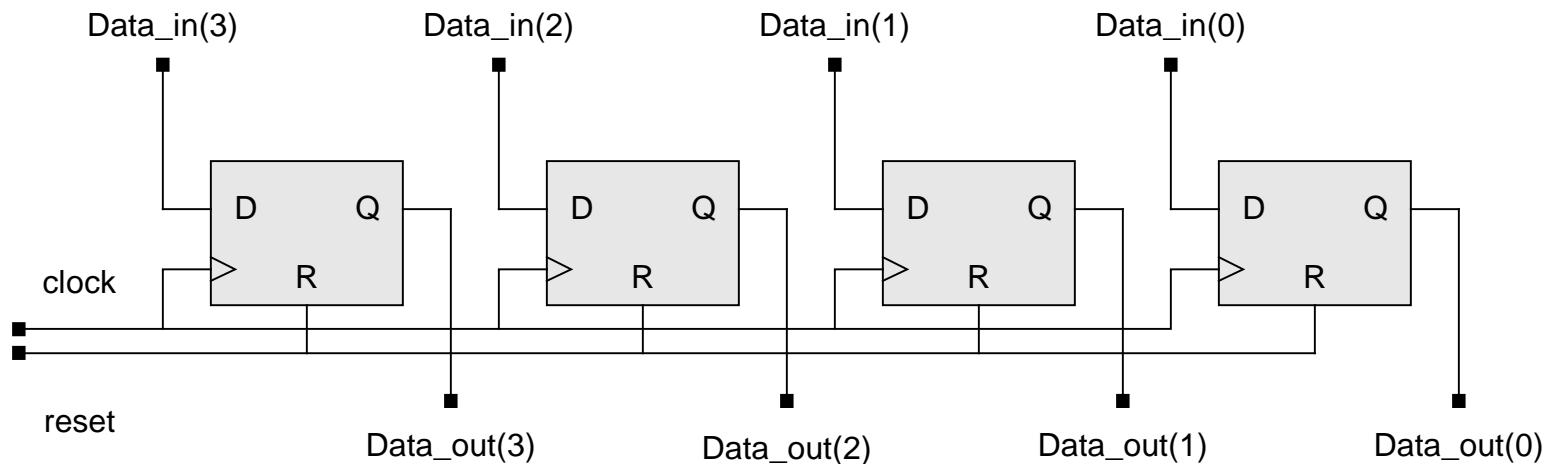 Data_in(3) Data_in(2) Data_in(1) Data_in(0)
D Q D Q D Q D Q
R R R R
clock
reset
Data_out(3) Data_out(2) Data_out(1) Data_out(0)